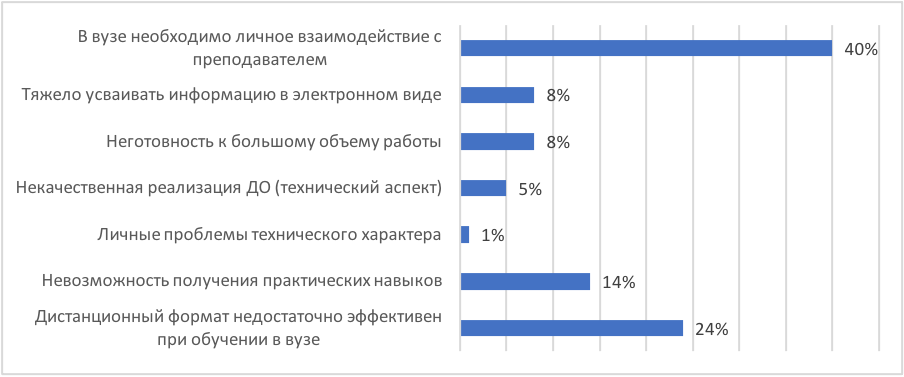 В вузе необходимо личное взаимодействие с
преподавателем
40%
Тяжело усваивать информацию в электронном виде
8%
Неготовность к большому объему работы
8%
Некачественная реализация ДО (технический аспект)
5%
Личные проблемы технического характера
1%
Невозможность получения практических навыков
14%
Дистанционный формат недостаточно эффективен
при обучении в вузе
24%